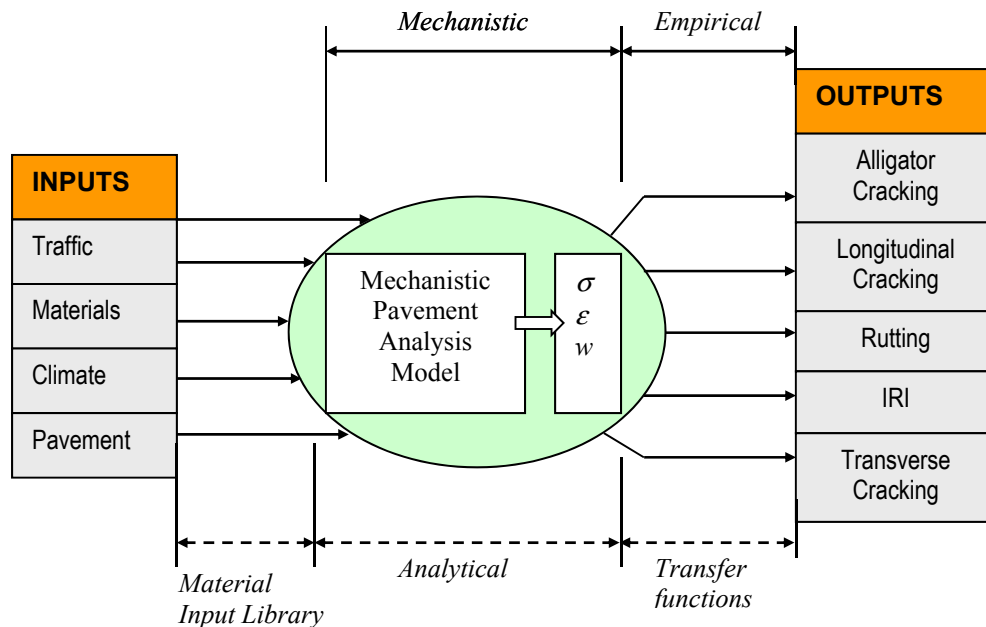 Mechanistic
Empirical
OUTPUTS
Alligator
Cracking
Longitudinal
Cracking
Rutting
IRI
Transverse
Cracking
INPUTS
Traffic
Materials
Climate
Pavement
Mechanistic
Pavement
Analysis
Model
σ
ε
w
Material
Input Library
Analytical
Transfer
functions